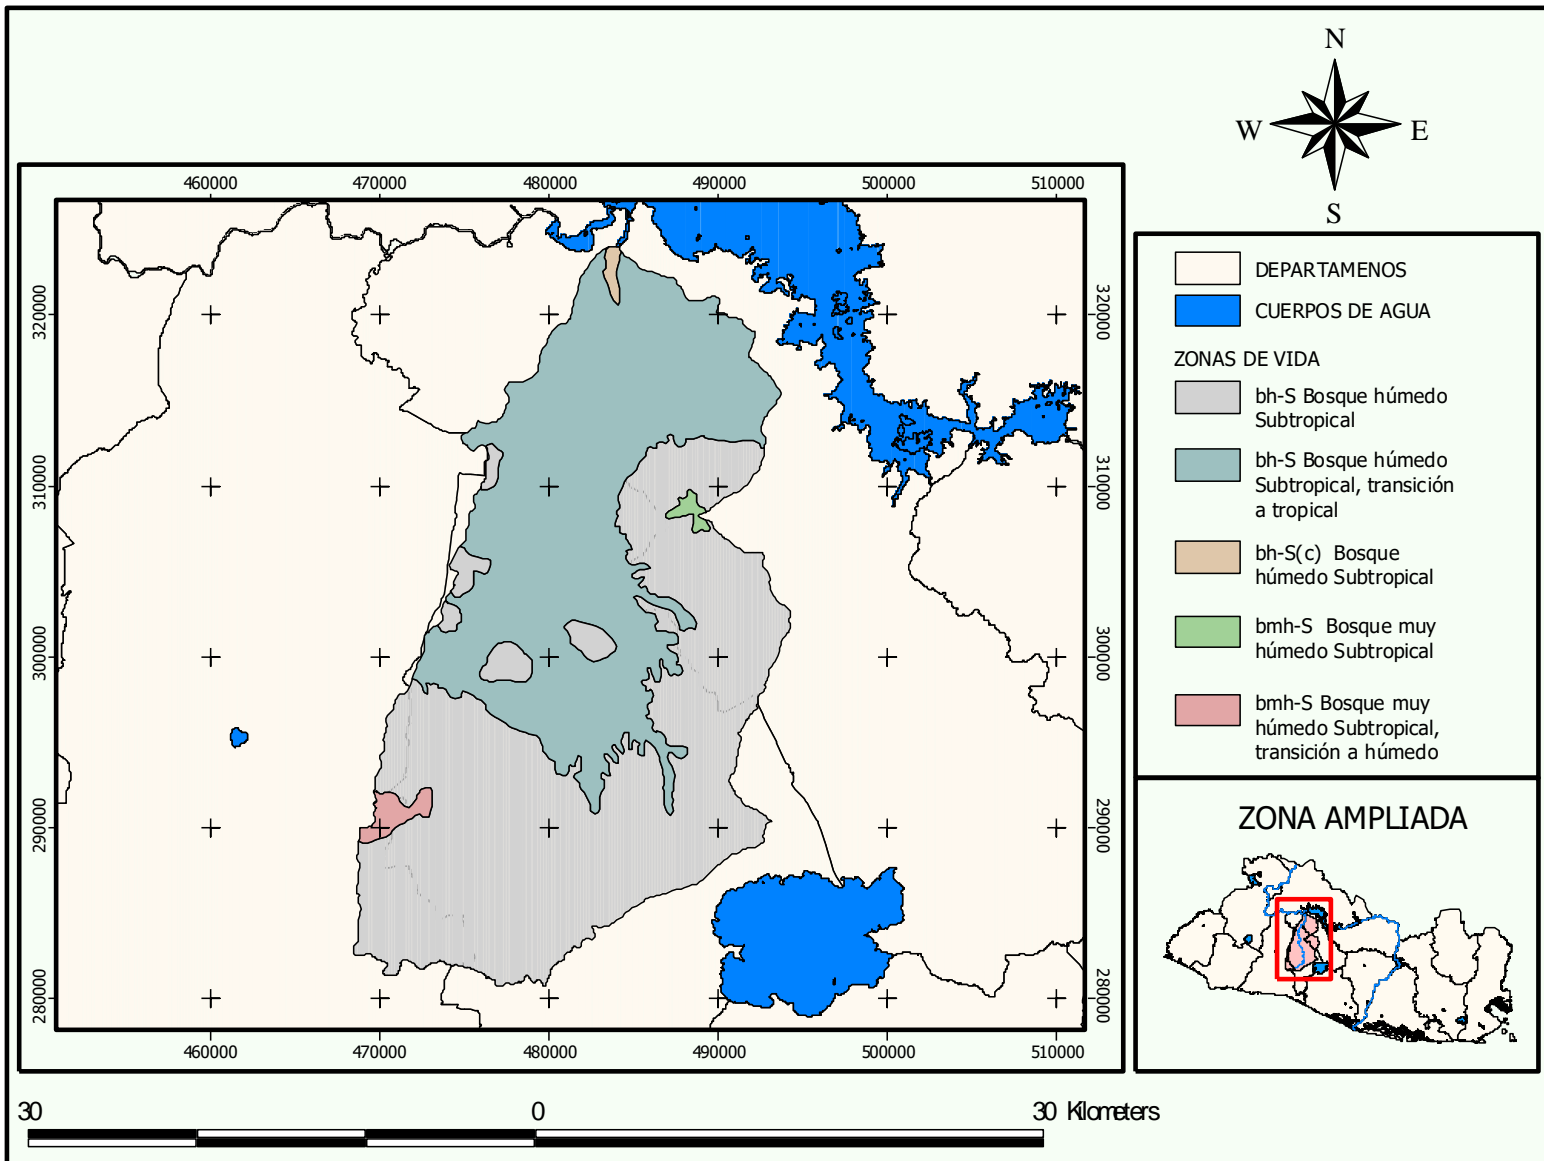 N
W E
S
460000 470000 480000 490000 500000 510000
320000 320000
310000 310000
300000 300000
290000 290000
280000 280000
460000 470000 480000 490000 500000 510000
DEPARTAMENOS
CUERPOS DE AGUA
ZONAS DE VIDA
bh-S Bosque húmedo
Subtropical
bh-S Bosque húmedo
Subtropical, transición
a tropical
bh-S(c) Bosque
húmedo Subtropical
bmh-S Bosque muy
húmedo Subtropical
bmh-S Bosque muy
húmedo Subtropical,
transición a húmedo
ZONA AMPLIADA
30 0 30 Kilometers